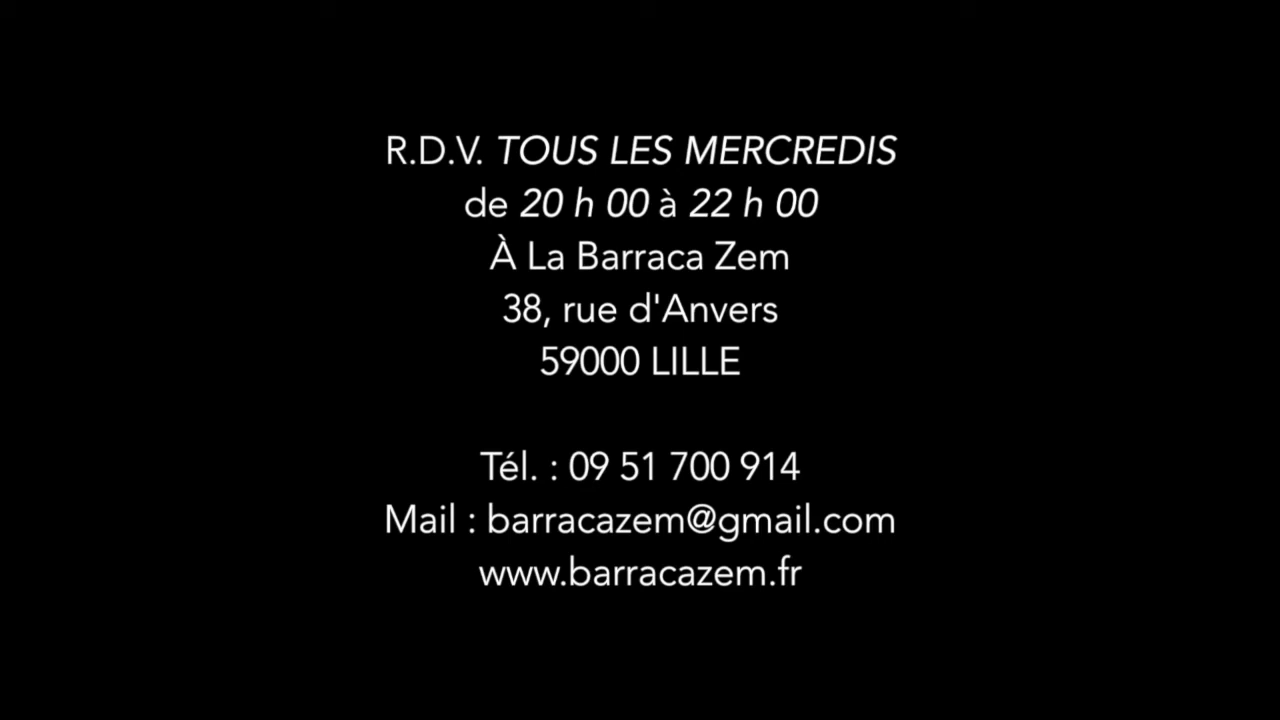 R.D.V. TOUS LES MERCREDIS
de 20 h 00 à 22 h 00
À La Barraca Zem
38, rue d'Anvers
59000 LILLE
Tél. : 09 51 700 914
Mail : barracazem@gmail.com
www.barracazem.fr